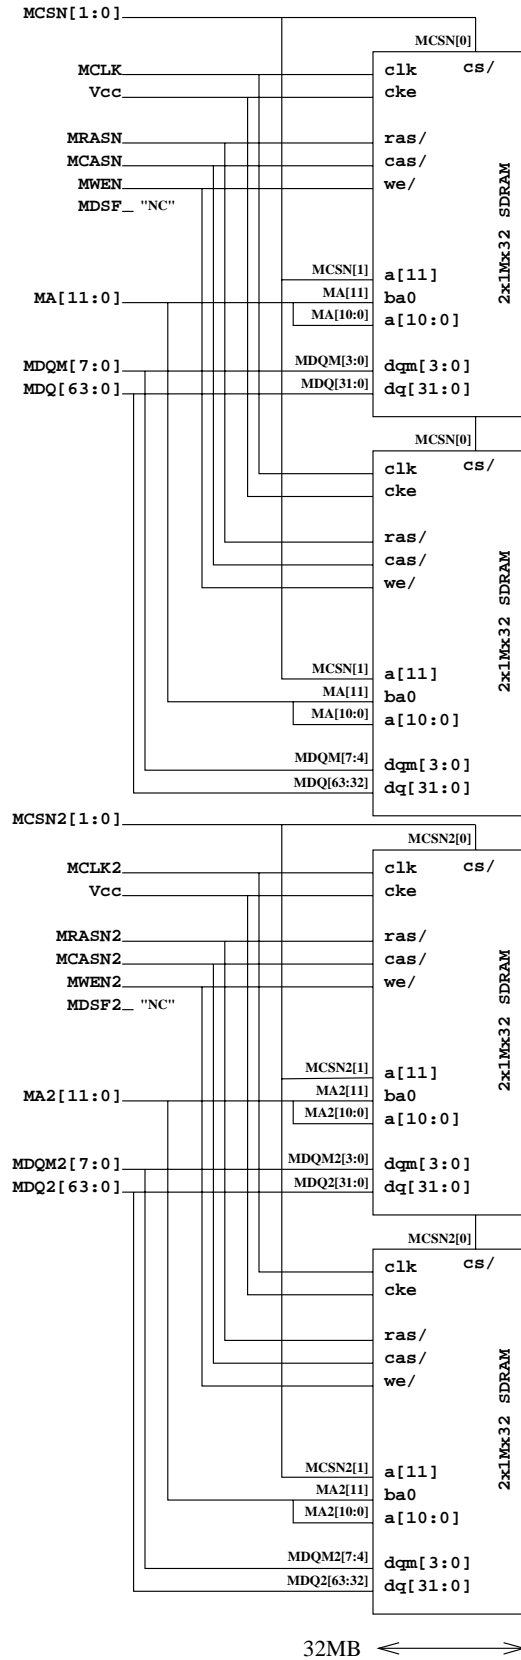 MCSN[1:0]
MCSN[0]
MCLK clk cs/
Vcc cke
MRASN ras/
MCASN cas/
MWEN we/
MDSF "NC"
2x1Mx32 SDRAM
MCSN[1] a[11]
MA[11:0] MA[11] ba0
MA[10:0] a[10:0]
MDQM[7:0] MDQM[3:0] dqm[3:0]
MDQ[63:0] MDQ[31:0] dq[31:0]
MCSN[0]
clk cs/
cke
ras/
cas/
we/
2x1Mx32 SDRAM
MCSN[1] a[11]
MA[11] ba0
MA[10:0] a[10:0]
MDQM[7:4] dqm[3:0]
MDQ[63:32] dq[31:0]
MCSN2[1:0]
MCSN2[0]
MCLK2 clk cs/
Vcc cke
MRASN2 ras/
MCASN2 cas/
MWEN2 we/
MDSF2 "NC"
2x1Mx32 SDRAM
MCSN2[1] a[11]
MA2[11:0] MA2[11] ba0
MA2[10:0] a[10:0]
MDQM2[7:0] MDQM2[3:0] dqm[3:0]
MDQ2[63:0] MDQ2[31:0] dq[31:0]
MCSN2[0]
clk cs/
cke
ras/
cas/
we/
2x1Mx32 SDRAM
MCSN2[1] a[11]
MA2[11] ba0
MA2[10:0] a[10:0]
MDQM2[7:4] dqm[3:0]
MDQ2[63:32] dq[31:0]
32MB